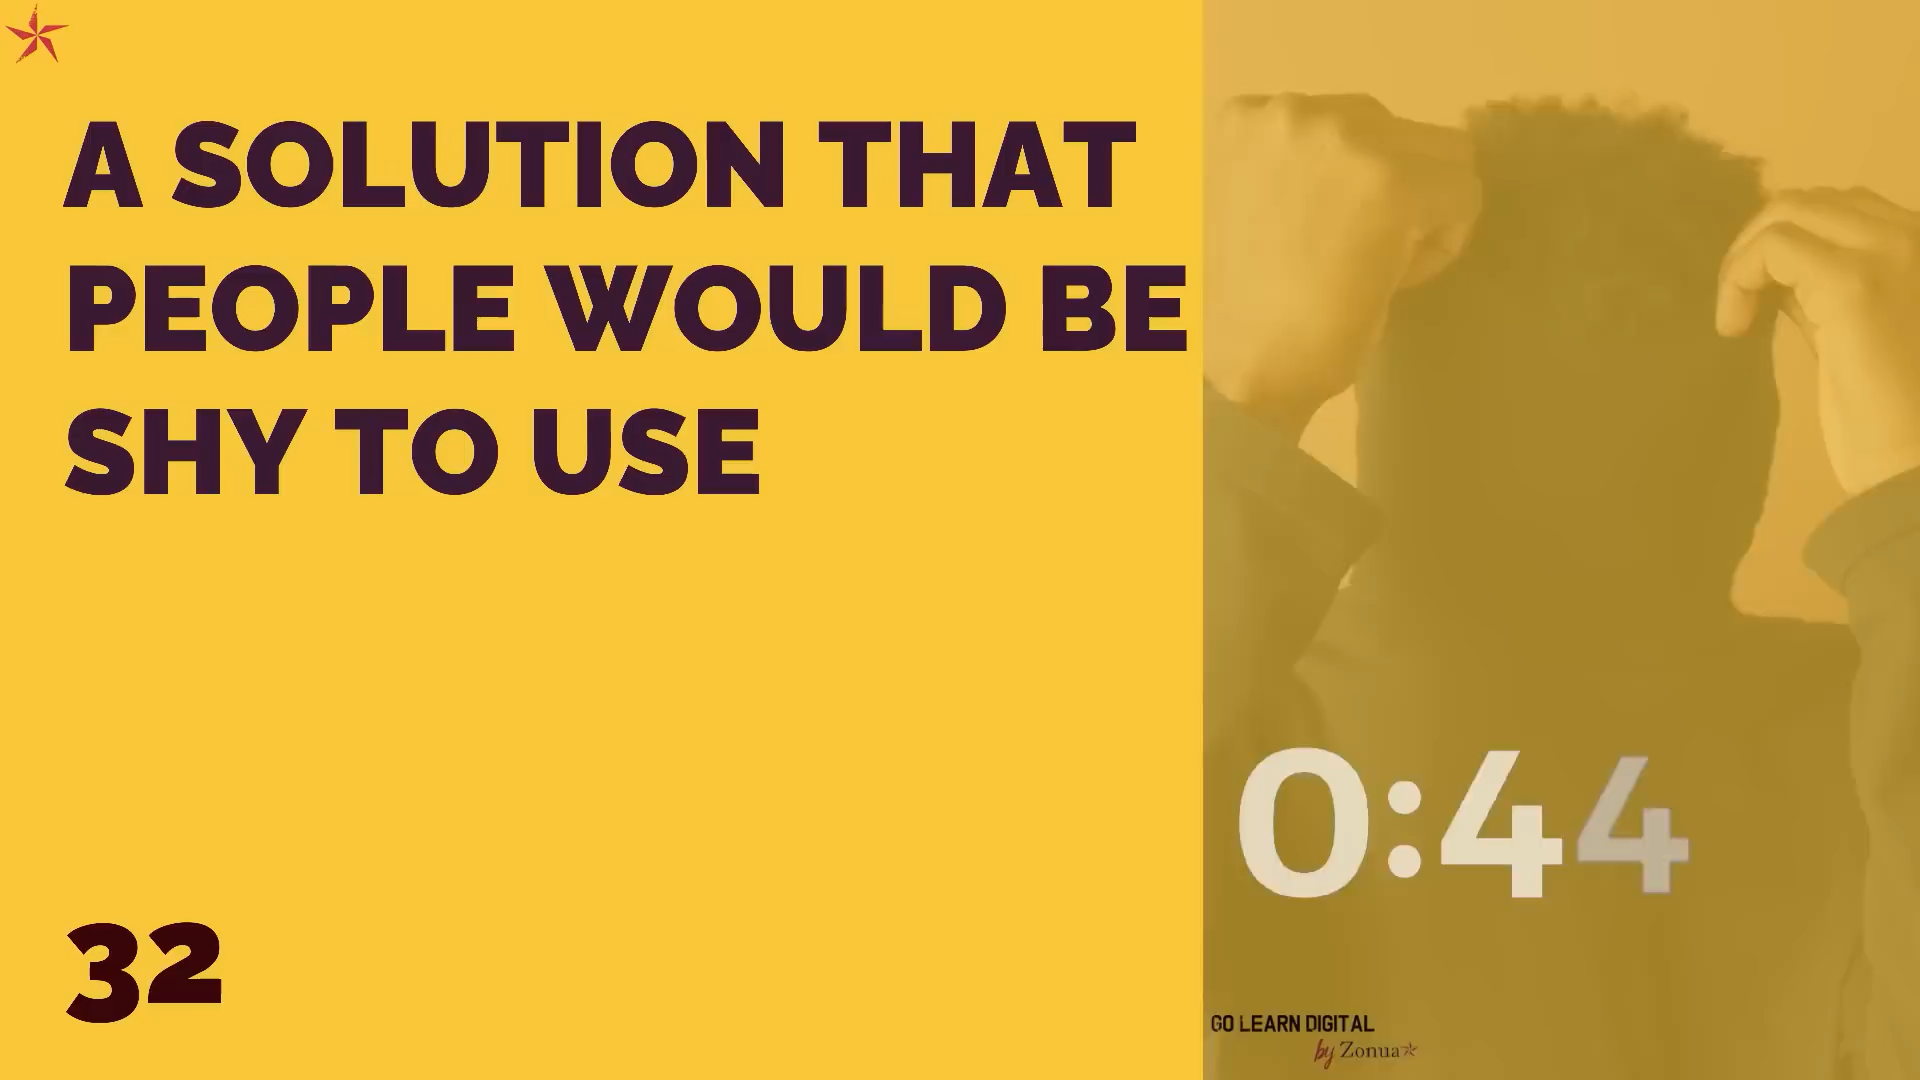 A SOLUTION THAT
PEOPLE WOULD BE
SHY TO USE
0:44
32
GO LEARN DIGITAL
by Zonua